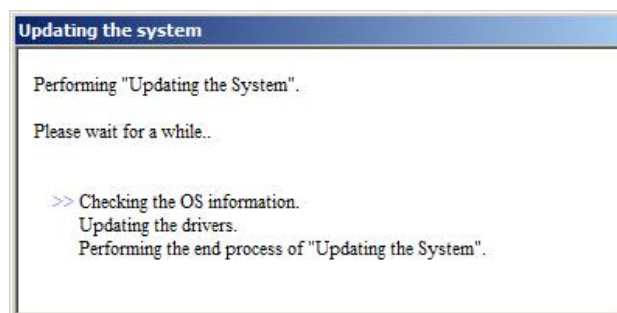 Updating the system
Performing "Updating the System".
Please wait for a while..
>> Checking the OS information.
Updating the drivers.
Performing the end process of "Updating the System".